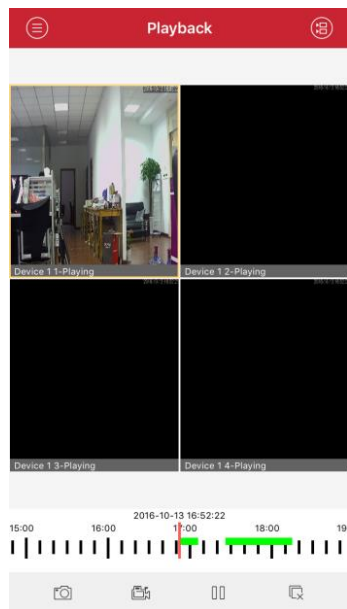 Playback
Device 1 1-Playing
Device 1 2-Playing
Device 1 3-Playing
Device 1 4-Playing
2016-10-13 16:52:22
15:00 16:00 17:00 18:00 19